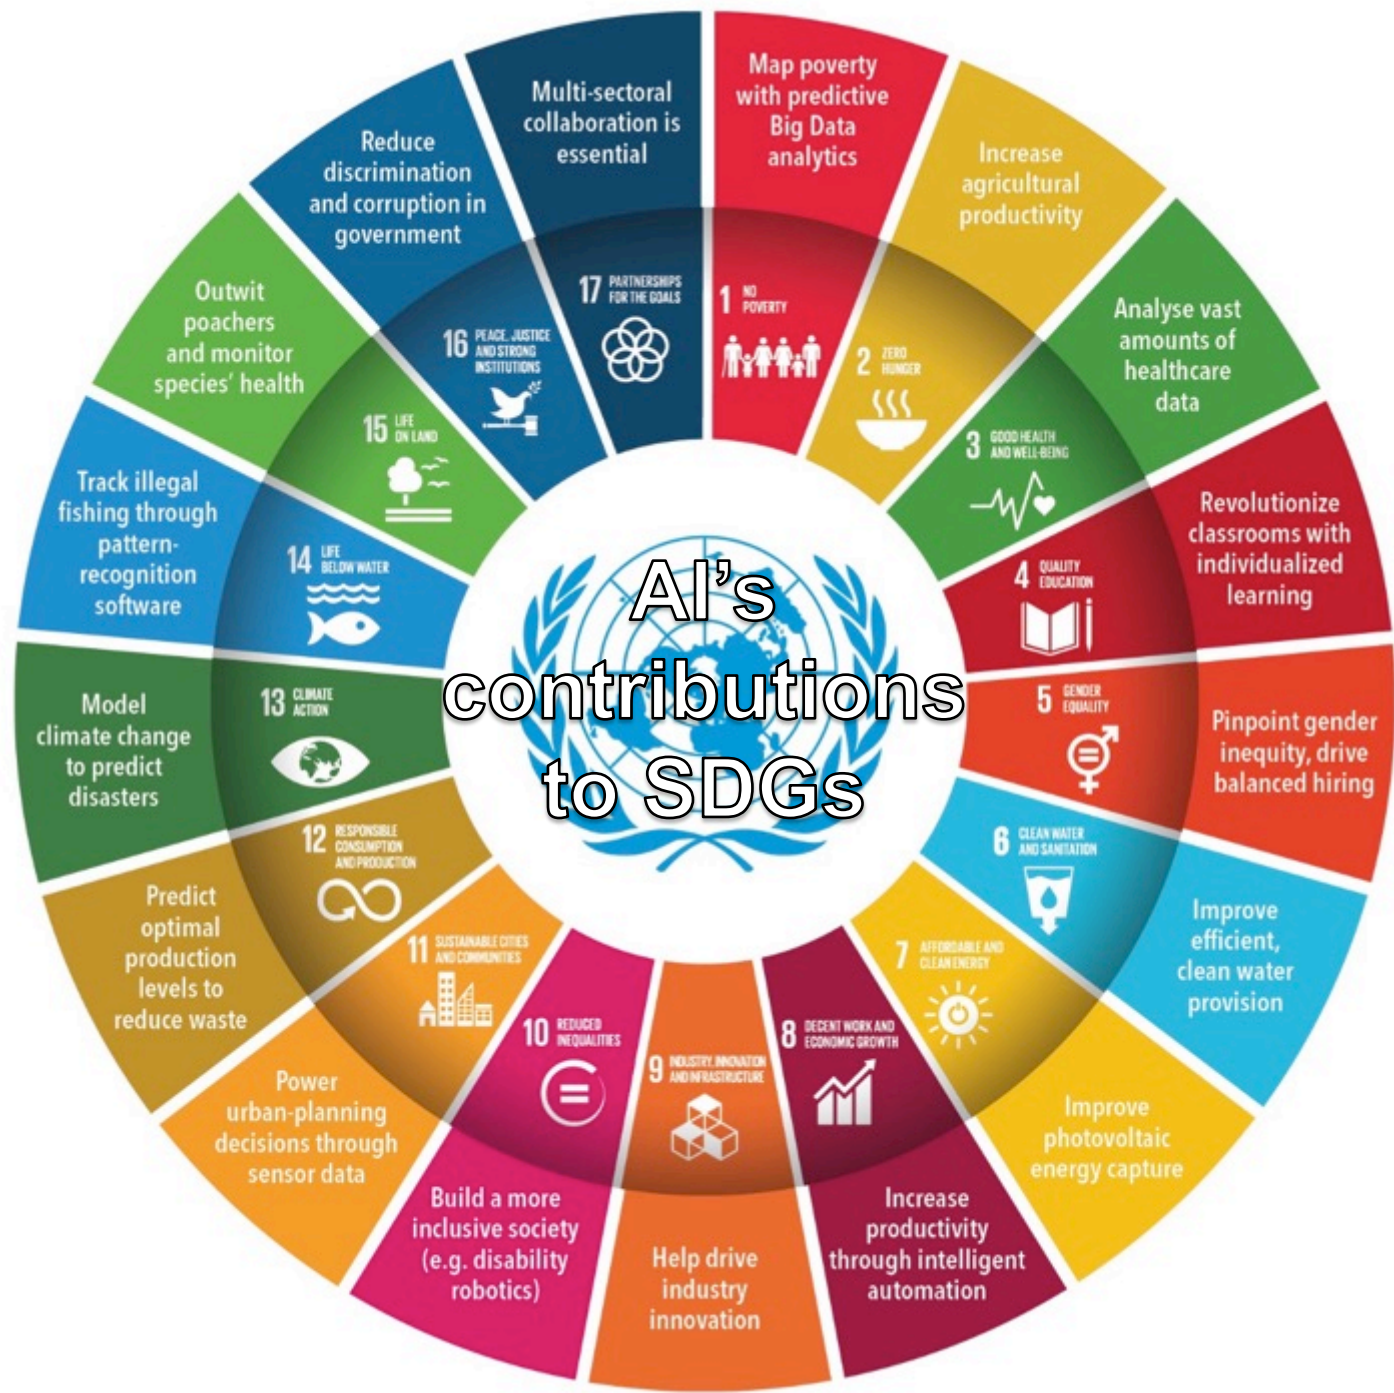 AI's
contributions
to SDGs
Map poverty
with predictive
Big Data
analytics
1 NO
POVERTY
Increase
agricultural
productivity
2 ZERO
HUNGER
Analyse vast
amounts of
healthcare
data
3 GOOD HEALTH
AND WELL-BEING
Revolutionize
classrooms with
individualized
learning
4 QUALITY
EDUCATION
Pinpoint gender
inequity, drive
balanced hiring
5 GENDER
EQUALITY
Improve
efficient,
clean water
provision
6 CLEAN WATER
AND SANITATION
Improve
photovoltaic
energy capture
7 AFFORDABLE AND
CLEAN ENERGY
Increase
productivity
through intelligent
automation
8 DECENT WORK AND
ECONOMIC GROWTH
Help drive
industry
innovation
9 INDUSTRY, INNOVATION
AND INFRASTRUCTURE
Build a more
inclusive society
(e.g. disability
robotics)
10 REDUCED
INEQUALITIES
Power
urban-planning
decisions through
sensor data
11 SUSTAINABLE CITIES
AND COMMUNITIES
Predict
optimal
production
levels to
reduce waste
12 RESPONSIBLE
CONSUMPTION
AND PRODUCTION
Model
climate change
to predict
disasters
13 CLIMATE
ACTION
Track illegal
fishing through
pattern-
recognition
software
14 LIFE
BELOW WATER
Outwit
poachers
and monitor
species' health
15 LIFE
ON LAND
Reduce
discrimination
and corruption in
government
16 PEACE, JUSTICE
AND STRONG
INSTITUTIONS
Multi-sectoral
collaboration is
essential
17 PARTNERSHIPS
FOR THE GOALS